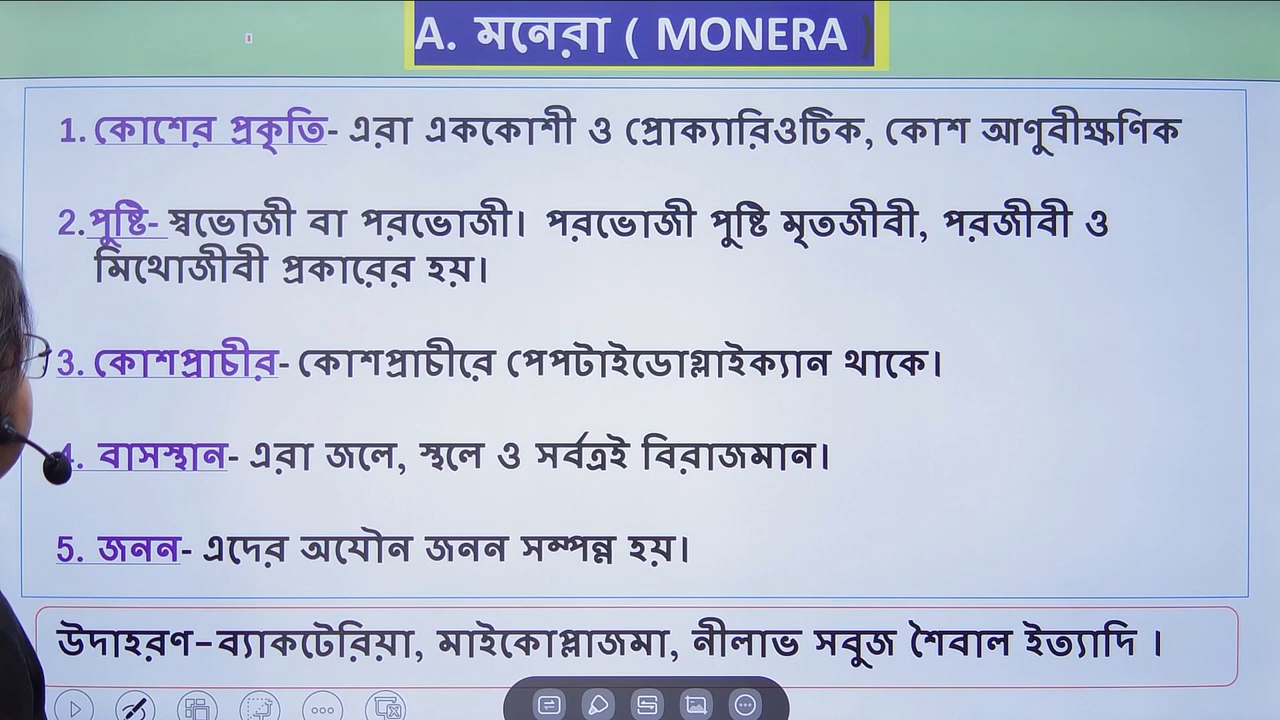 A. মনেরা ( MONERA )
1. কোশের প্রকৃতি- এরা এককোশী ও প্রোক্যারিওটিক, কোশ আণুবীক্ষণিক
2. পুষ্টি- স্বভোজী বা পরভোজী। পরভোজী পুষ্টি মৃতজীবী, পরজীবী ও
মিথোজীবী প্রকারের হয়।
3. কোশপ্রাচীর- কোশপ্রাচীরে পেপটাইডোগ্লাইক্যান থাকে।
4. বাসস্থান- এরা জলে, স্থলে ও সর্বত্রই বিরাজমান।
5. জনন- এদের অযৌন জনন সম্পন্ন হয়।
উদাহরণ-ব্যাকটেরিয়া, মাইকোপ্লাজমা, নীলাভ সবুজ শৈবাল ইত্যাদি ।